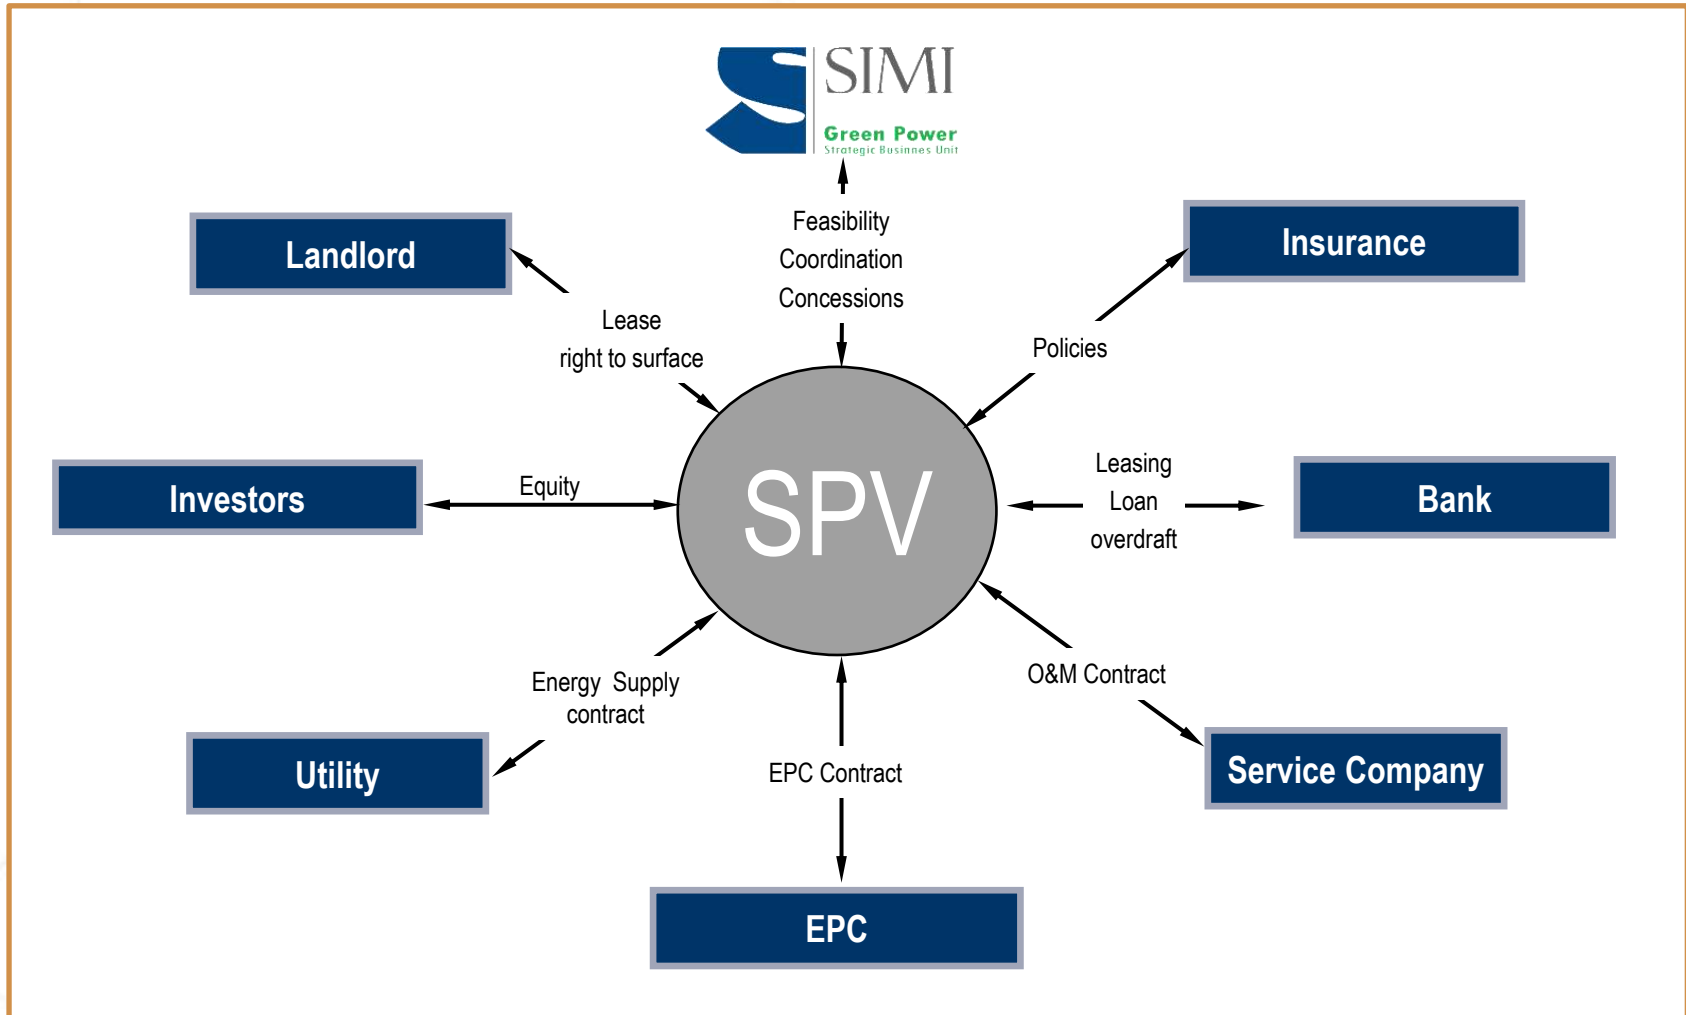 SIMI
Green Power
Strategic Businnes Unit
Landlord
Feasibility
Coordination
Concessions
Insurance
Lease
right to surface
Policies
Investors
Equity
SPV
Leasing
Loan
overdraft
Bank
Energy Supply
contract
O&M Contract
Utility
EPC Contract
Service Company
EPC